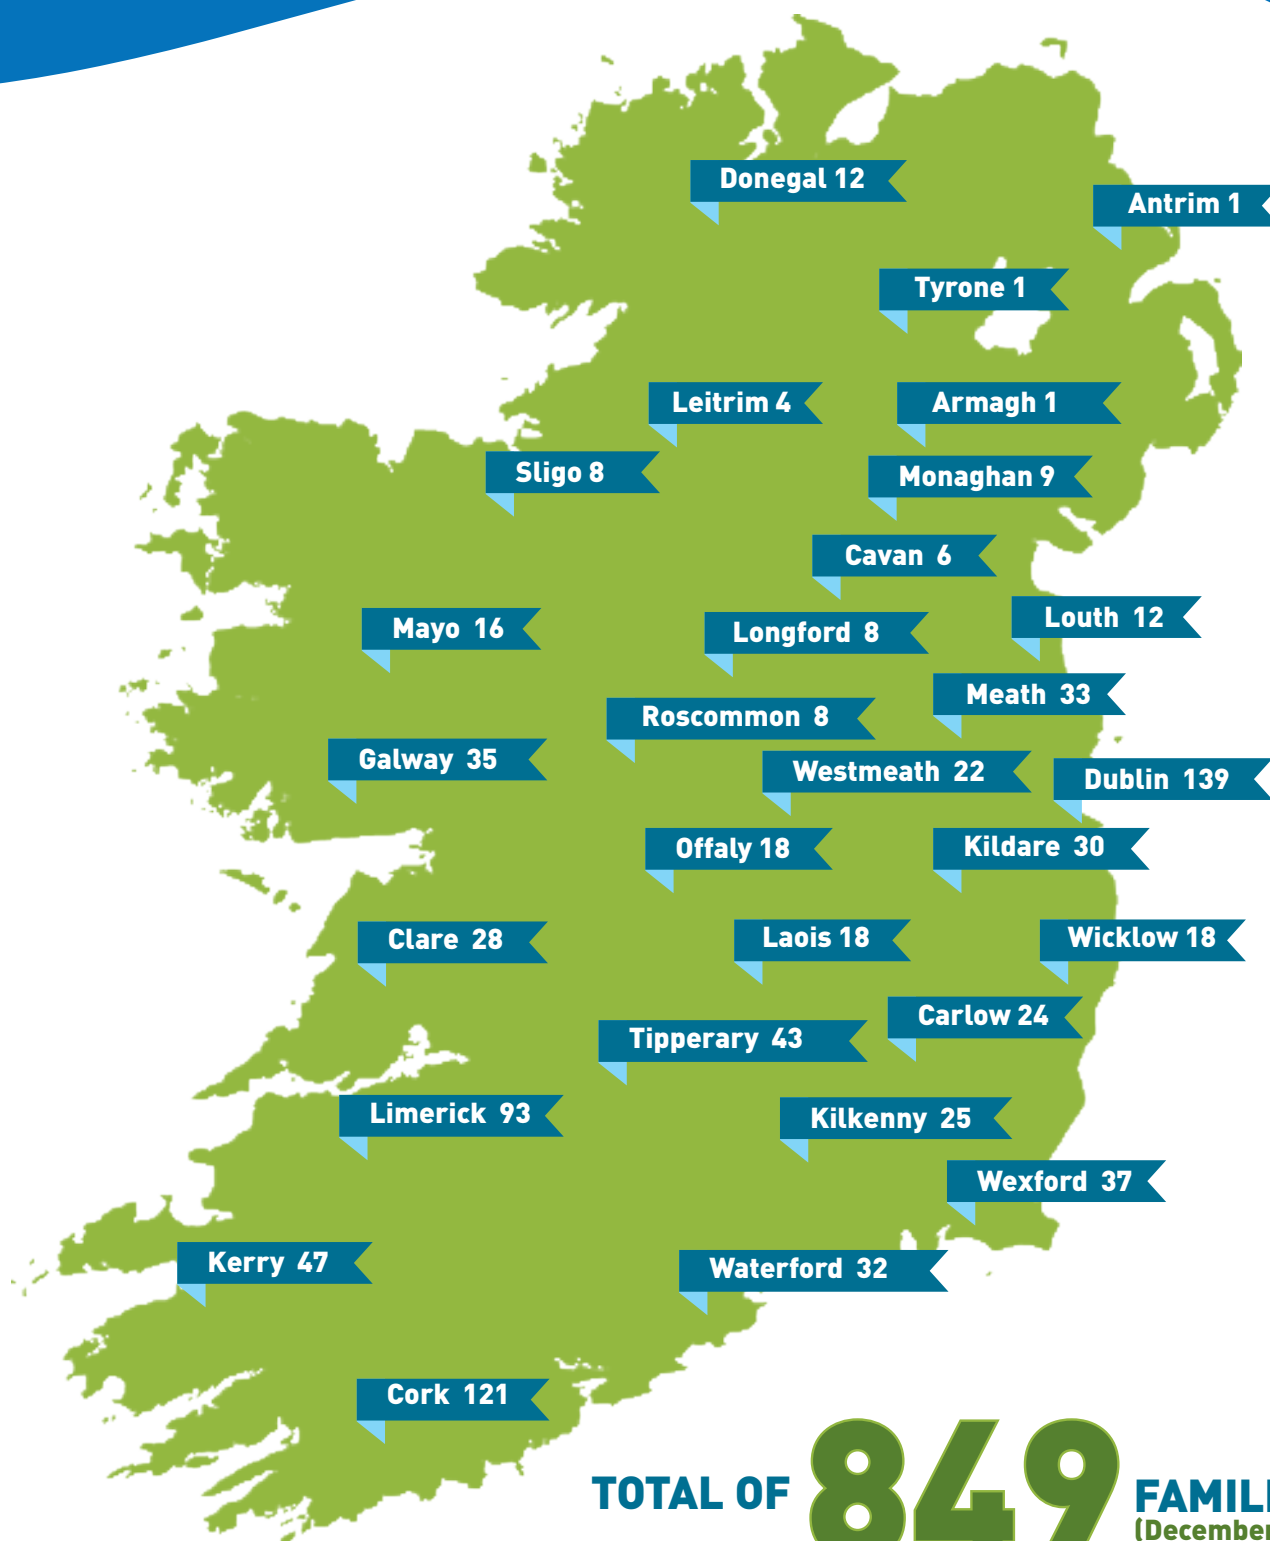 Donegal 12
Antrim 1
Tyrone 1
Leitrim 4
Armagh 1
Sligo 8
Monaghan 9
Cavan 6
Mayo 16
Longford 8
Louth 12
Meath 33
Roscommon 8
Galway 35
Westmeath 22
Dublin 139
Offaly 18
Kildare 30
Clare 28
Laois 18
Wicklow 18
Carlow 24
Tipperary 43
Limerick 93
Kilkenny 25
Wexford 37
Kerry 47
Waterford 32
Cork 121
TOTAL OF 849 FAMILI
(December